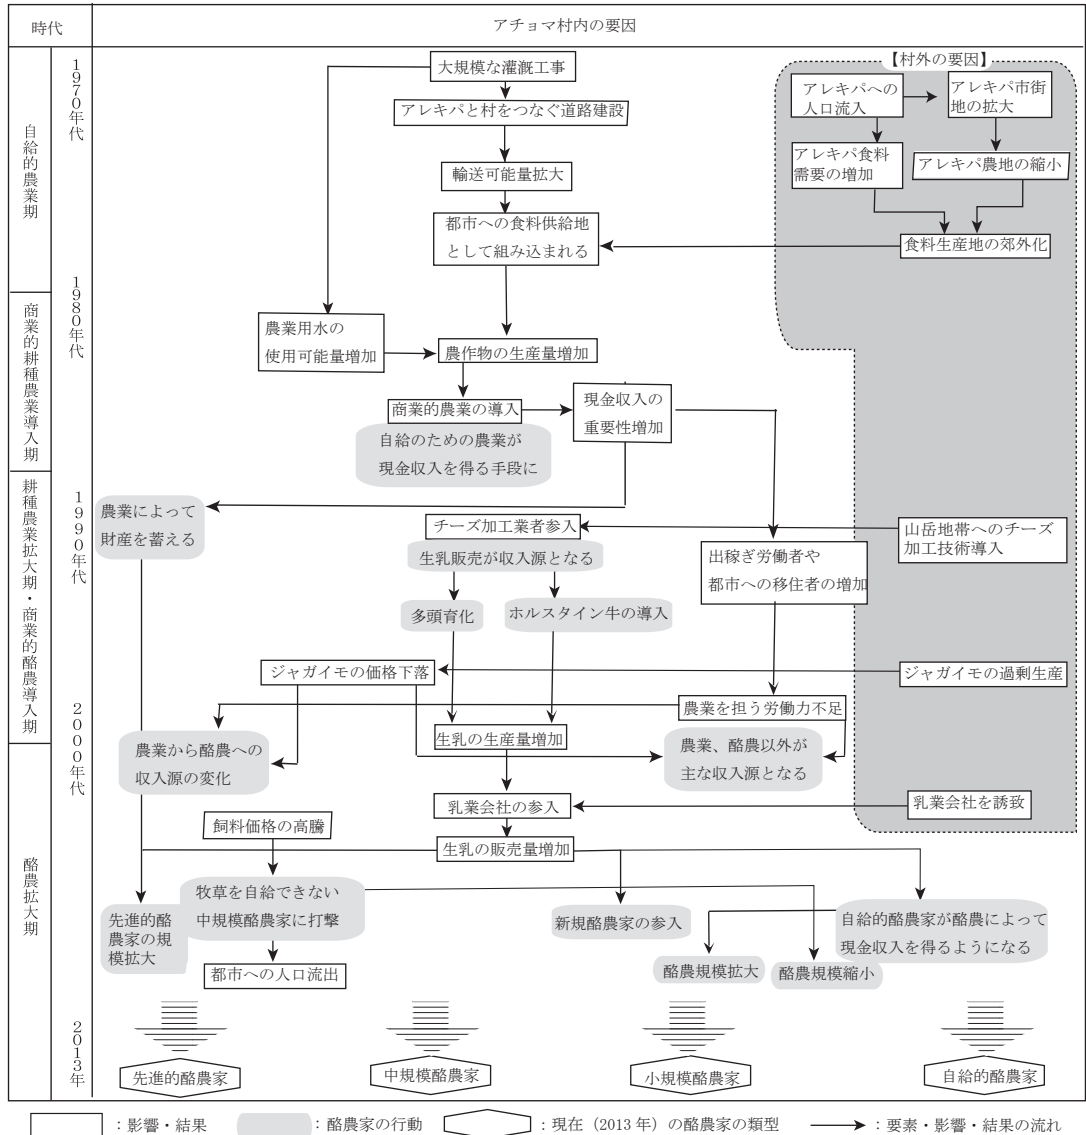 時代
アチョマ村内の要因
1970年代
1980年代
1990年代
2000年代
2013年
自給的農業期
商業的耕種農業導入期
耕種農業拡大期・商業的酪農導入期
酪農拡大期
大規模な灌漑工事
アレキパと村をつなぐ道路建設
輸送可能量拡大
都市への食料供給地
として組み込まれる
【村外の要因】
アレキパへの
人口流入
アレキパ市街
地の拡大
アレキパ食料
需要の増加
アレキパ農地の縮小
食料生産地の郊外化
農業用水の
使用可能量増加
農作物の生産量増加
商業的農業の導入
自給のための農業が
現金収入を得る手段に
現金収入の
重要性増加
農業によって
財産を蓄える
チーズ加工業者参入
生乳販売が収入源となる
山岳地帯へのチーズ
加工技術導入
出稼ぎ労働者や
都市への移住者の増加
多頭育化
ホルスタイン牛の導入
ジャガイモの価格下落
ジャガイモの過剰生産
農業を担う労働力不足
農業から酪農への
収入源の変化
生乳の生産量増加
農業、酪農以外が
主な収入源となる
乳業会社の参入
乳業会社を誘致
飼料価格の高騰
生乳の販売量増加
牧草を自給できない
中規模酪農家に打撃
先進的酪
農家の規
模拡大
都市への人口流出
新規酪農家の参入
自給的酪農家が酪農によって
現金収入を得るようになる
酪農規模拡大
酪農規模縮小
先進的酪農家
中規模酪農家
小規模酪農家
自給的酪農家
：影響・結果
：酪農家の行動
：現在（2013 年）の酪農家の類型
：要素・影響・結果の流れ